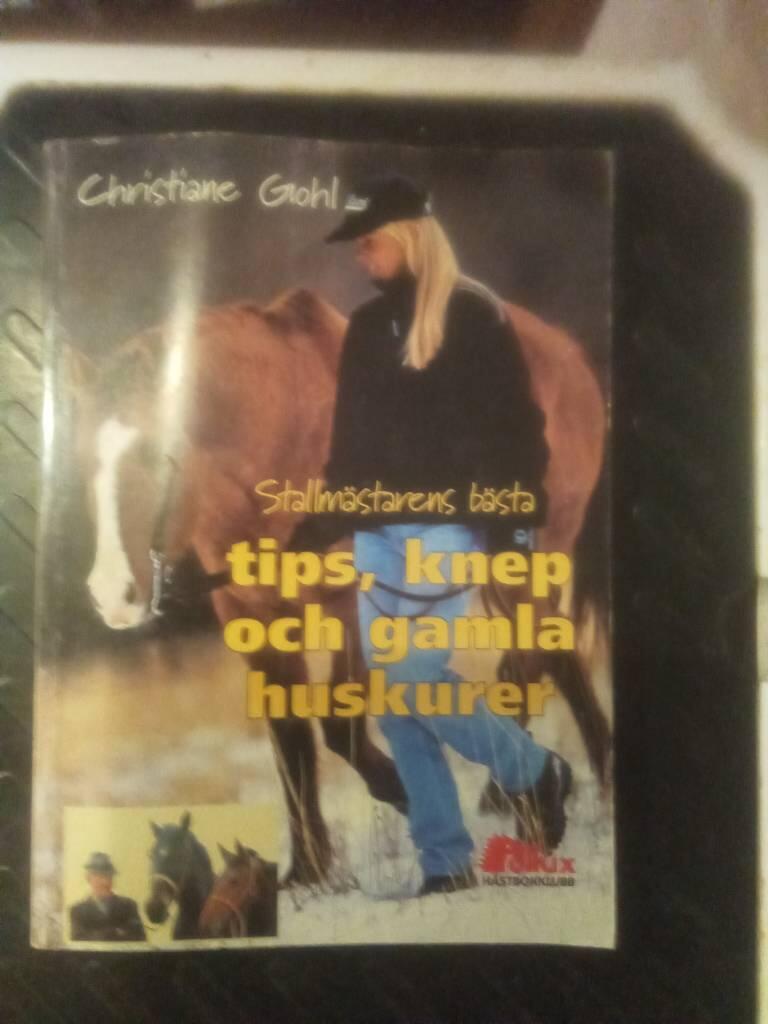 Christiane Gohl
Stallmästarens bästa
tips, knep
och gamla
huskurer
HÄSTBOKKLUBB